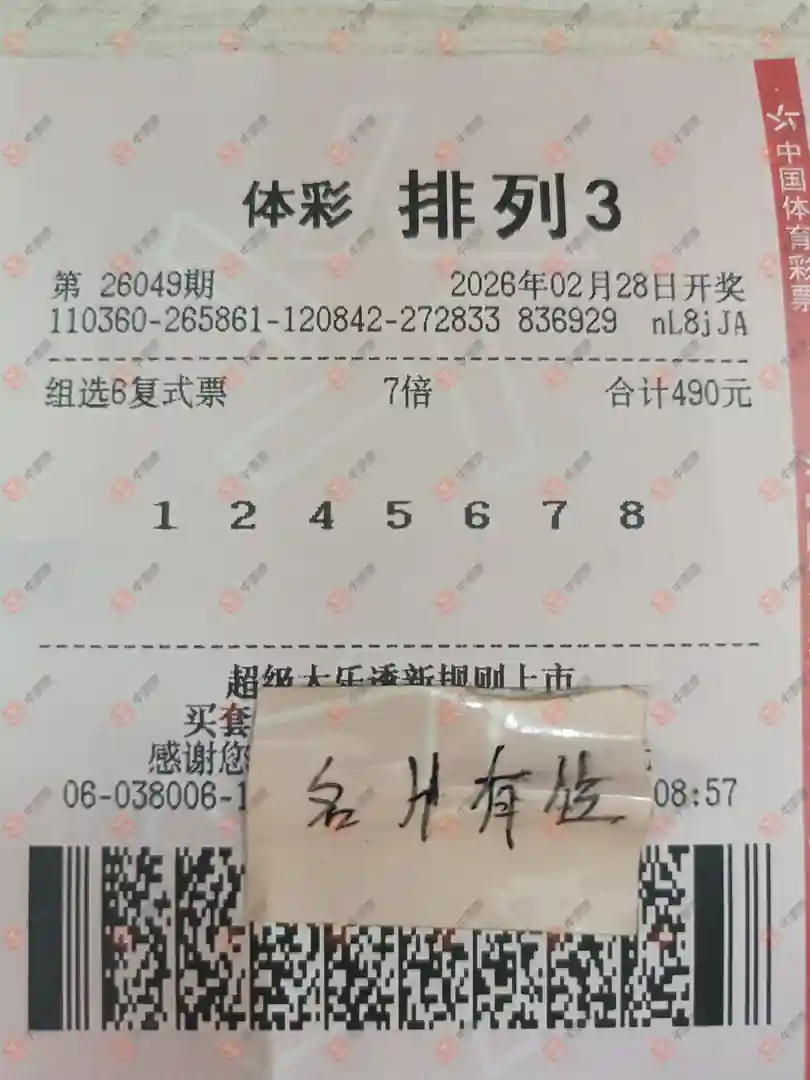 中国体育彩票
体彩 排列3
第 26049期 2026年02月28日开奖
110360-265861-120842-272833 836929 nL8jJA
组选6复式票 7倍 合计490元
1 2 4 5 6 7 8
超级大乐透新规则上市
买套
感谢您
06-038006-1 08:57
名片有